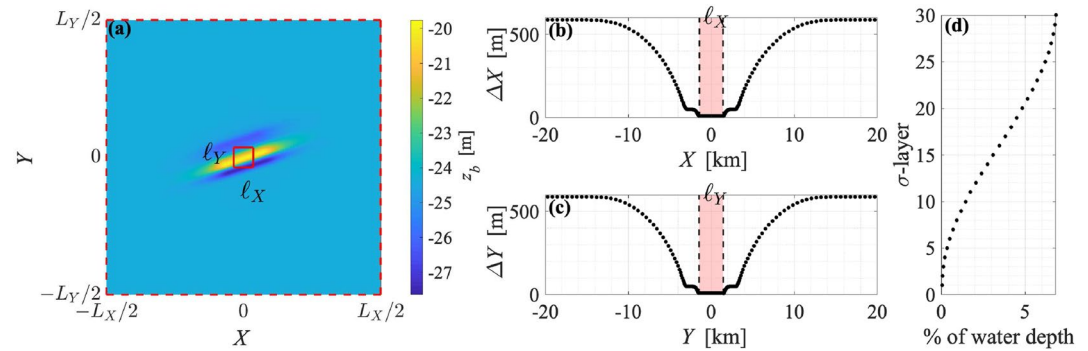 (a)
L_Y/2
0
−L_Y/2
Y
−L_X/2
0
L_X/2
X
ℓ_Y
ℓ_X
-20
-21
-22
-23
-24
-25
-26
-27
z_b [m]
(b)
ℓ_X
500
0
ΔX [m]
-20 -10 0 10 20
X [km]
(c)
ℓ_Y
500
0
ΔY [m]
-20 -10 0 10 20
Y [km]
(d)
30
25
20
15
10
5
0
σ-layer
5
% of water depth